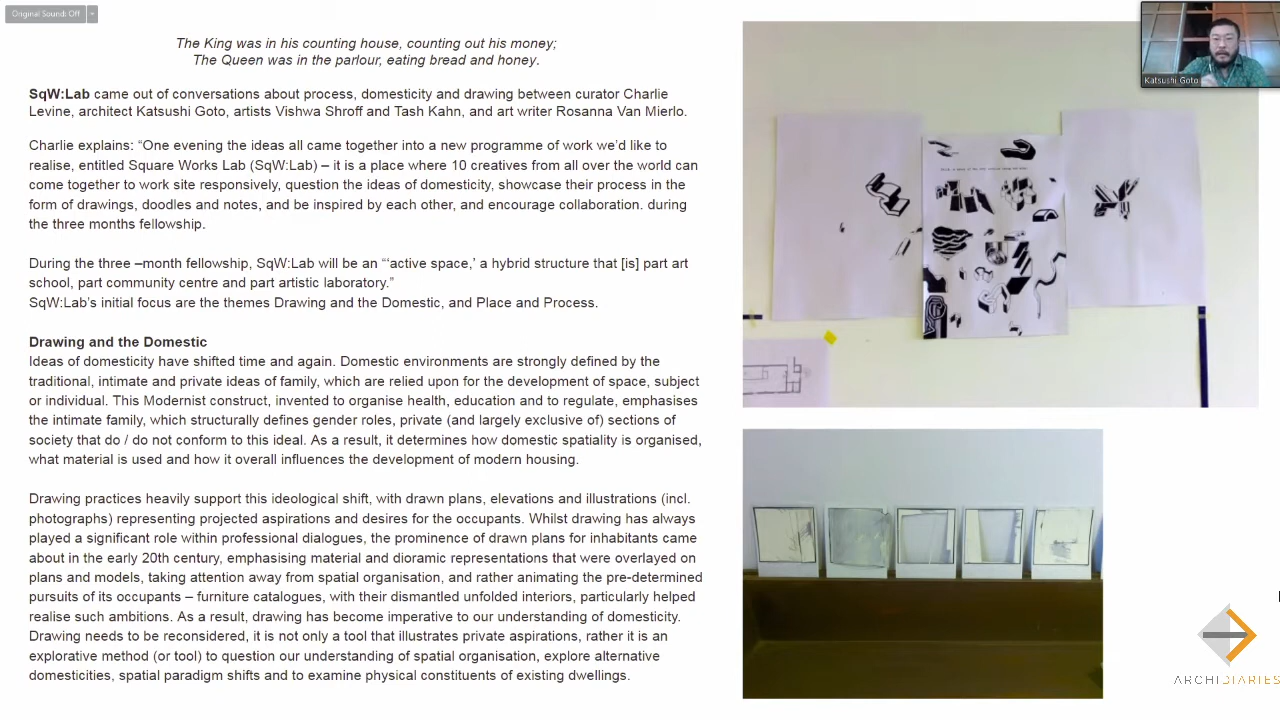 Original Sound: Off
The King was in his counting house, counting out his money;
The Queen was in the parlour, eating bread and honey.
SqW:Lab came out of conversations about process, domesticity and drawing between curator Charlie
Levine, architect Katsushi Goto, artists Vishwa Shroff and Tash Kahn, and art writer Rosanna Van Mierlo.
Charlie explains: “One evening the ideas all came together into a new programme of work we’d like to
realise, entitled Square Works Lab (SqW:Lab) – it is a place where 10 creatives from all over the world can
come together to work site responsively, question the ideas of domesticity, showcase their process in the
form of drawings, doodles and notes, and be inspired by each other, and encourage collaboration. during
the three months fellowship.
During the three –month fellowship, SqW:Lab will be an “‘active space,’ a hybrid structure that [is] part art
school, part community centre and part artistic laboratory.”
SqW:Lab’s initial focus are the themes Drawing and the Domestic, and Place and Process.
Drawing and the Domestic
Ideas of domesticity have shifted time and again. Domestic environments are strongly defined by the
traditional, intimate and private ideas of family, which are relied upon for the development of space, subject
or individual. This Modernist construct, invented to organise health, education and to regulate, emphasises
the intimate family, which structurally defines gender roles, private (and largely exclusive of) sections of
society that do / do not conform to this ideal. As a result, it determines how domestic spatiality is organised,
what material is used and how it overall influences the development of modern housing.
Drawing practices heavily support this ideological shift, with drawn plans, elevations and illustrations (incl.
photographs) representing projected aspirations and desires for the occupants. Whilst drawing has always
played a significant role within professional dialogues, the prominence of drawn plans for inhabitants came
about in the early 20th century, emphasising material and dioramic representations that were overlayed on
plans and models, taking attention away from spatial organisation, and rather animating the pre-determined
pursuits of its occupants – furniture catalogues, with their dismantled unfolded interiors, particularly helped
realise such ambitions. As a result, drawing has become imperative to our understanding of domesticity.
Drawing needs to be reconsidered, it is not only a tool that illustrates private aspirations, rather it is an
explorative method (or tool) to question our understanding of spatial organisation, explore alternative
domesticities, spatial paradigm shifts and to examine physical constituents of existing dwellings.
Katsushi Goto
ARCHIDIARIES